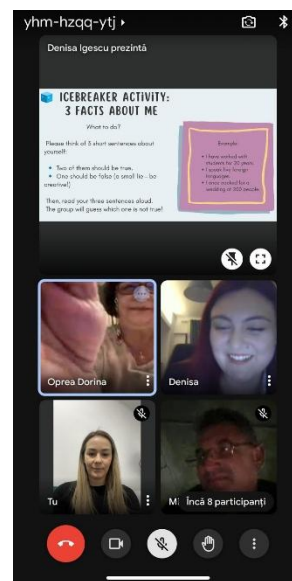 yhm-hzqq-ytj
Denisa Igescu prezintă
ICEBREAKER ACTIVITY:
3 FACTS ABOUT ME
What to do?
Please think of 3 short sentences about
yourself:
• Two of them should be true.
• One should be false (a small lie - be
creative!)
Then, read your three sentences aloud.
The group will guess which one is not true!
Example:
• I have worked with
students for 20 years.
• I speak five foreign
languages.
• I once cooked for a
wedding of 300 people.
Oprea Dorina
Denisa
Tu
Încă 8 participanți